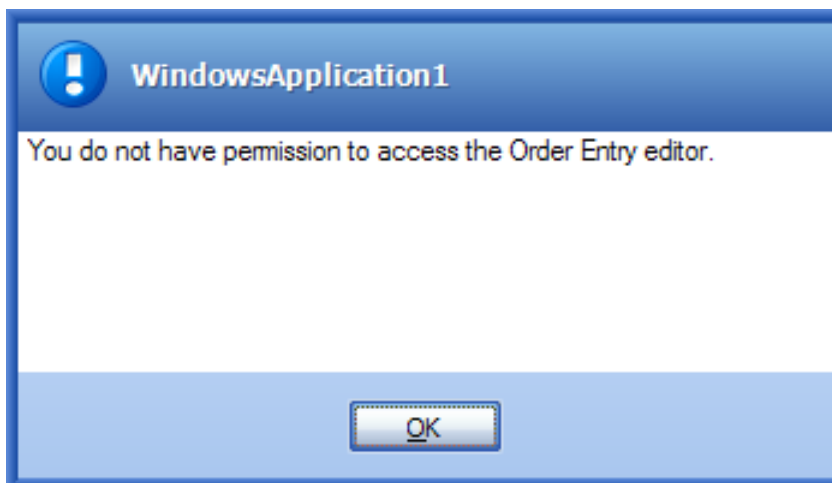 WindowsApplication1
You do not have permission to access the Order Entry editor.
OK